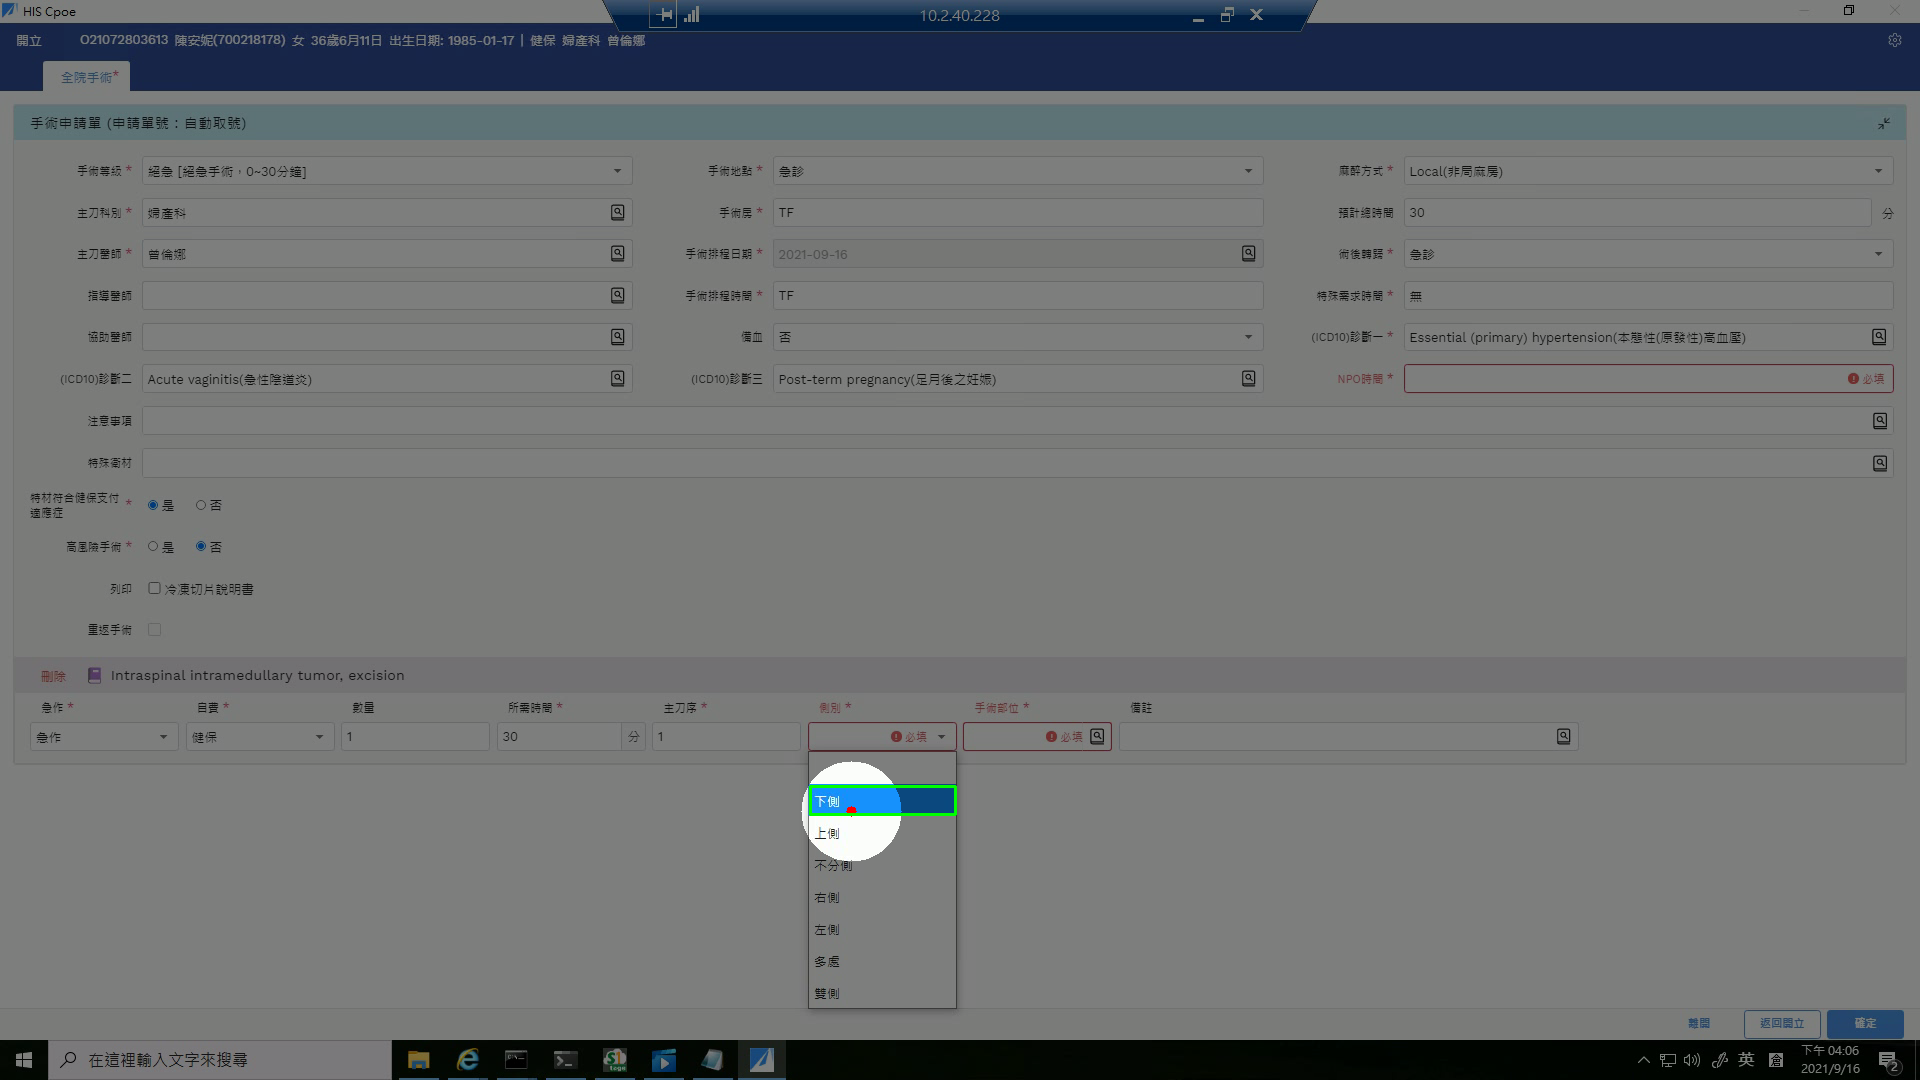 HIS Cpoe
10.2.40.228
開立 O21072803613 陳安妮(700218178) 女 36歲6月11日 出生日期: 1985-01-17 | 健保 婦產科 曾倫娜
全院手術*
手術申請單 (申請單號：自動取號)
手術等級 * 絕急 [絕急手術，0~30分鐘] 手術地點 * 急診 麻醉方式 * Local(非局麻房)
主刀科別 * 婦產科 手術房 * TF 預計總時間 30 分
主刀醫師 * 曾倫娜 手術排程日期 * 2021-09-16 術後轉歸 * 急診
指導醫師 手術排程時間 * TF 特殊需求時間 * 無
協助醫師 備血 否 (ICD10)診斷一 * Essential (primary) hypertension(本態性(原發性)高血壓)
(ICD10)診斷二 Acute vaginitis(急性陰道炎) (ICD10)診斷三 Post-term pregnancy(足月後之妊娠) NPO時間 * 必填
注意事項
特殊衛材
特材符合健保支付適應症 * 是 否
高風險手術 * 是 否
列印 冷凍切片說明書
重返手術
刪除 Intraspinal intramedullary tumor, excision
急作 * 自費 * 數量 所需時間 * 主刀序 * 側別 * 手術部位 * 備註
急作 健保 1 30 分 1 必填 必填
下側
上側
不分側
右側
左側
多處
雙側
離開 返回開立 確定
在這裡輸入文字來搜尋
英
下午 04:06
2021/9/16
2